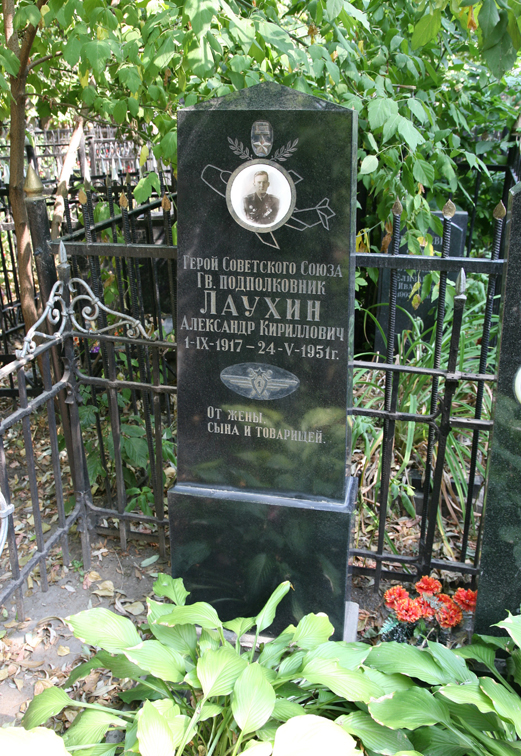 Герой Советского Союза
Гв. подполковник
Лаухин
Александр Кириллович
1-IX-1917 - 24-V-1951г.
От жены,
сына и товарищей.